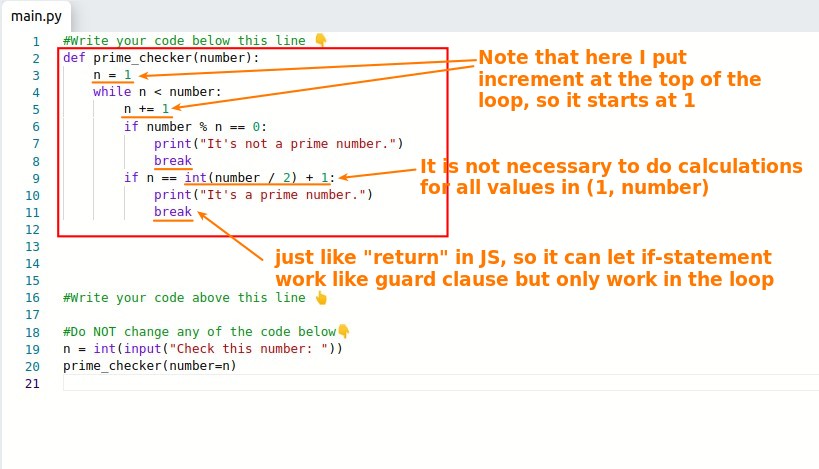 main.py
1 #Write your code below this line 👇
2 def prime_checker(number):
3 n = 1
4 while n < number:
5 n += 1
6 if number % n == 0:
7 print("It's not a prime number.")
8 break
9 if n == int(number / 2) + 1:
10 print("It's a prime number.")
11 break
12
13
14
15
16 #Write your code above this line 👆
17
18 #Do NOT change any of the code below👇
19 n = int(input("Check this number: "))
20 prime_checker(number=n)
21
Note that here I put
increment at the top of the
loop, so it starts at 1
It is not necessary to do calculations
for all values in (1, number)
just like "return" in JS, so it can let if-statement
work like guard clause but only work in the loop